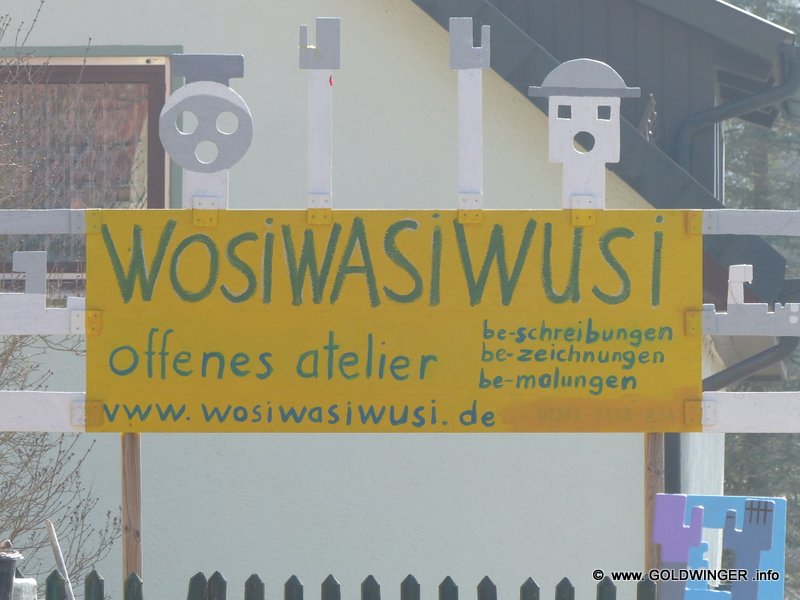 WOSiWASiWUSi
offenes atelier
be-schreibungen
be-zeichnungen
be-malungen
www.wosiwasiwusi.de
© www. GOLDWINGER .info